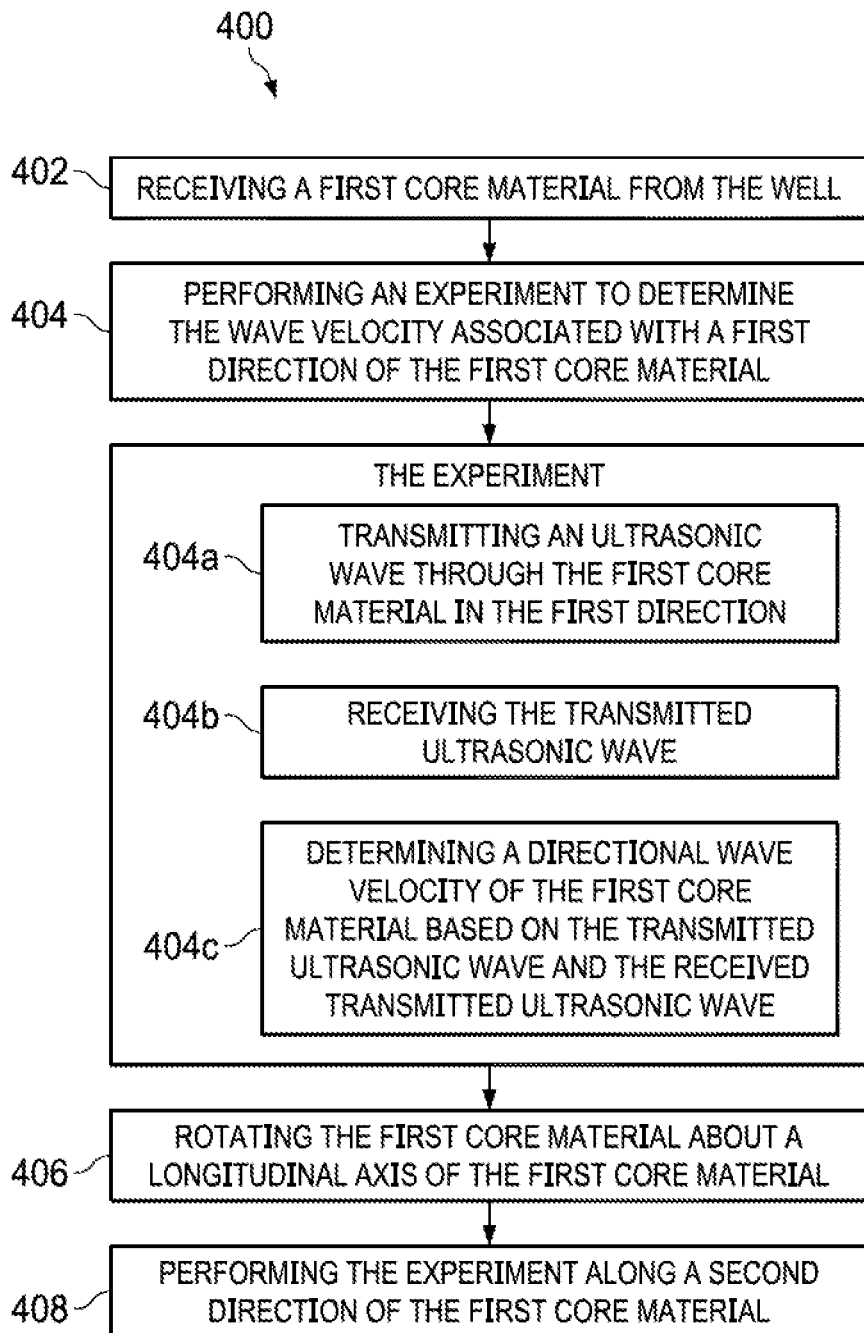 400
402
RECEIVING A FIRST CORE MATERIAL FROM THE WELL
404
PERFORMING AN EXPERIMENT TO DETERMINE
THE WAVE VELOCITY ASSOCIATED WITH A FIRST
DIRECTION OF THE FIRST CORE MATERIAL
THE EXPERIMENT
404a
TRANSMITTING AN ULTRASONIC
WAVE THROUGH THE FIRST CORE
MATERIAL IN THE FIRST DIRECTION
404b
RECEIVING THE TRANSMITTED
ULTRASONIC WAVE
404c
DETERMINING A DIRECTIONAL WAVE
VELOCITY OF THE FIRST CORE
MATERIAL BASED ON THE TRANSMITTED
ULTRASONIC WAVE AND THE RECEIVED
TRANSMITTED ULTRASONIC WAVE
406
ROTATING THE FIRST CORE MATERIAL ABOUT A
LONGITUDINAL AXIS OF THE FIRST CORE MATERIAL
408
PERFORMING THE EXPERIMENT ALONG A SECOND
DIRECTION OF THE FIRST CORE MATERIAL